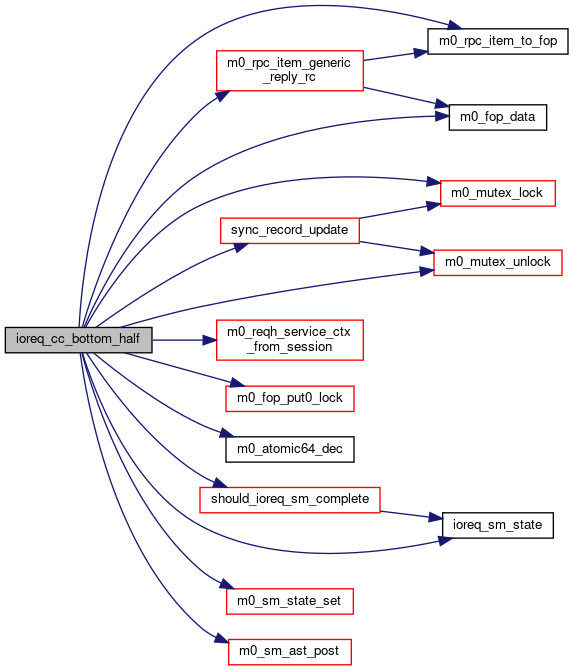 m0_rpc_item_to_fop
m0_rpc_item_generic
_reply_rc
m0_fop_data
m0_mutex_lock
sync_record_update
m0_mutex_unlock
ioreq_cc_bottom_half
m0_reqh_service_ctx
_from_session
m0_fop_put0_lock
m0_atomic64_dec
should_ioreq_sm_complete
ioreq_sm_state
m0_sm_state_set
m0_sm_ast_post